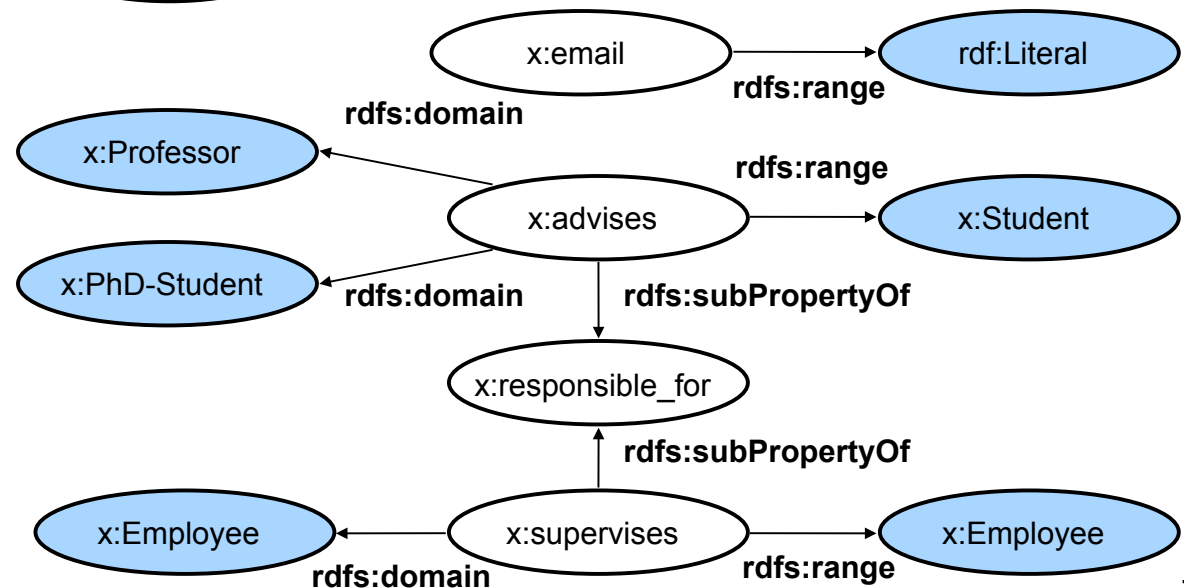 x:email
rdf:Literal
rdfs:range
rdfs:domain
x:Professor
rdfs:range
x:advises
x:Student
x:PhD-Student
rdfs:domain
rdfs:subPropertyOf
x:responsible_for
rdfs:subPropertyOf
x:Employee
x:supervises
x:Employee
rdfs:domain
rdfs:range